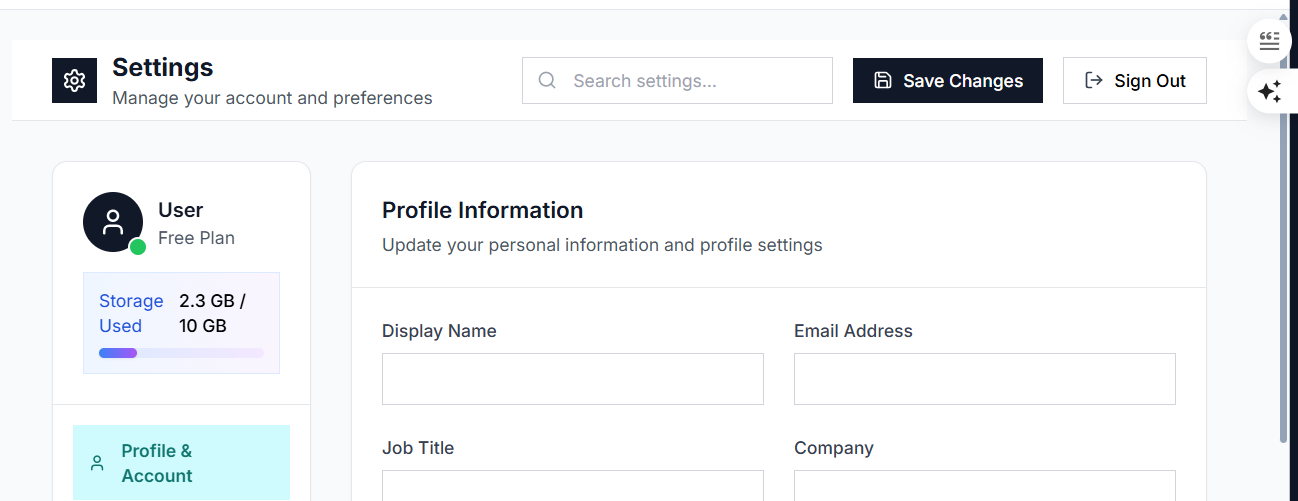 Settings
Manage your account and preferences
Search settings...
Save Changes
Sign Out
User
Free Plan
Storage Used
2.3 GB / 10 GB
Profile & Account
Profile Information
Update your personal information and profile settings
Display Name
Email Address
Job Title
Company